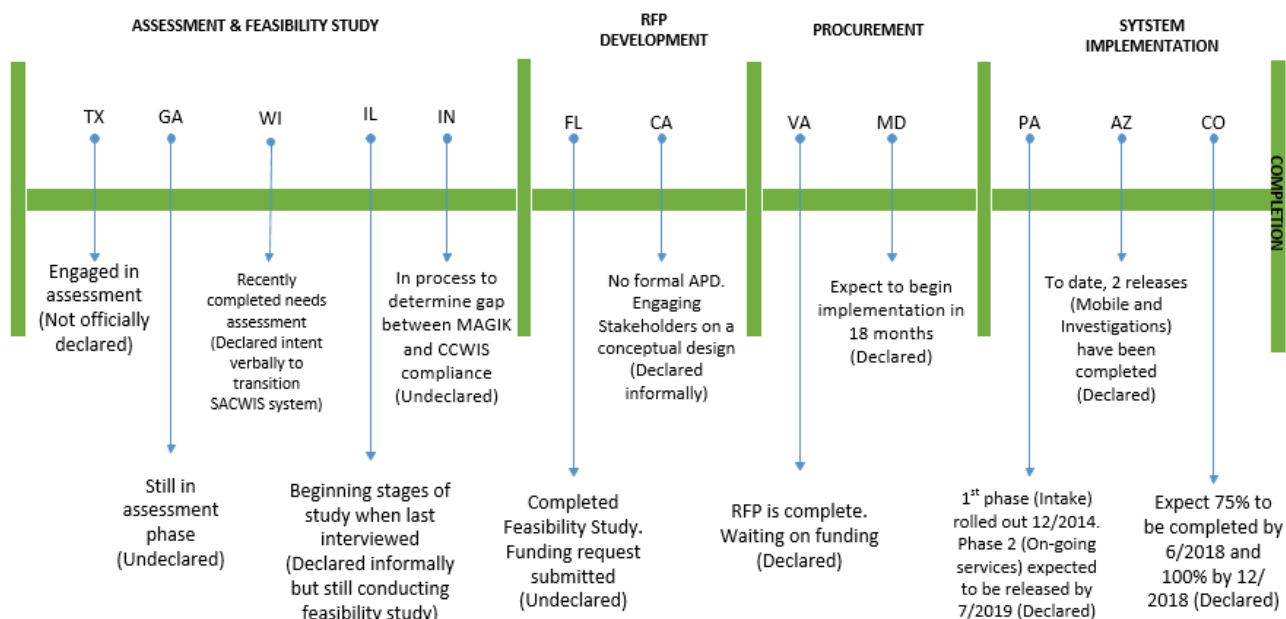 ASSESSMENT & FEASIBILITY STUDY
RFP
DEVELOPMENT
PROCUREMENT
SYTSTEM
IMPLEMENTATION
TX
GA
WI
IL
IN
FL
CA
VA
MD
PA
AZ
CO
COMPLETION
Engaged in
assessment
(Not officially
declared)
Recently
completed needs
assessment
(Declared intent
verbally to
transition
SACWIS system)
In process to
determine gap
between MAGIK
and CCWIS
compliance
(Undeclared)
No formal APD.
Engaging
Stakeholders on a
conceptual design
(Declared
informally)
Expect to begin
implementation in
18 months
(Declared)
To date, 2 releases
(Mobile and
Investigations)
have been
completed
(Declared)
Still in
assessment
phase
(Undeclared)
Beginning stages of
study when last
interviewed
(Declared informally
but still conducting
feasibility study)
Completed
Feasibility Study.
Funding request
submitted
(Undeclared)
RFP is complete.
Waiting on funding
(Declared)
1st phase (Intake)
rolled out 12/2014.
Phase 2 (On-going
services) expected
to be released by
7/2019 (Declared)
Expect 75% to
be completed by
6/2018 and
100% by 12/
2018 (Declared)